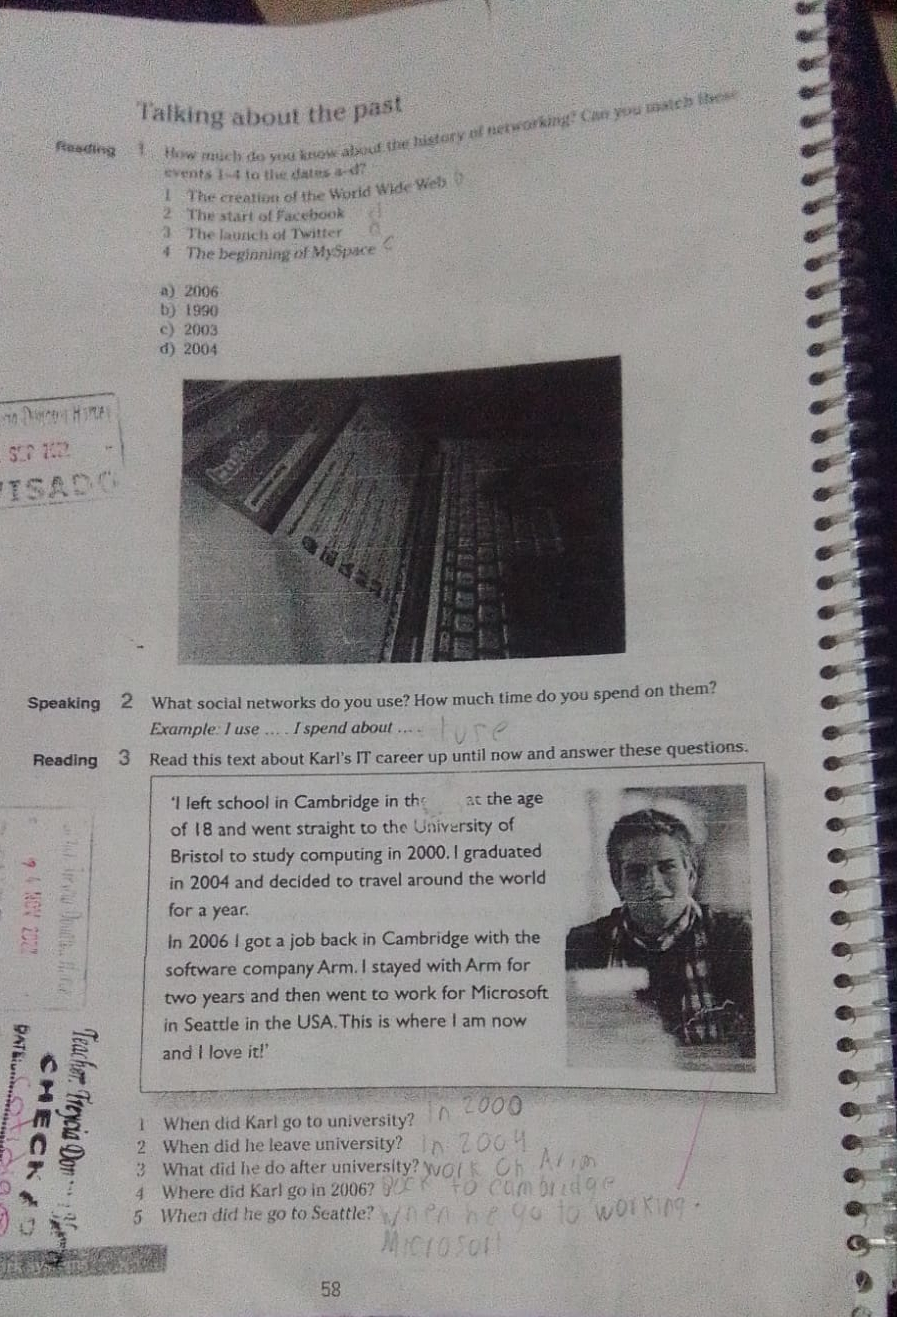 Talking about the past
Reading 1 How much do you know about the history of networking? Can you match these
events 1-4 to the dates a-d?
1 The creation of the World Wide Web b
2 The start of Facebook d
3 The launch of Twitter a
4 The beginning of MySpace c
a) 2006
b) 1990
c) 2003
d) 2004
SEP 2022
VISADO
Speaking 2 What social networks do you use? How much time do you spend on them?
Example: I use .... I spend about ....
Reading 3 Read this text about Karl's IT career up until now and answer these questions.
'I left school in Cambridge in the at the age
of 18 and went straight to the University of
Bristol to study computing in 2000. I graduated
in 2004 and decided to travel around the world
for a year.
In 2006 I got a job back in Cambridge with the
software company Arm. I stayed with Arm for
two years and then went to work for Microsoft
in Seattle in the USA. This is where I am now
and I love it!'
NOV 2022
Teacher:
CHECKED
DATE:
1 When did Karl go to university? in 2000
2 When did he leave university? in 2004
3 What did he do after university? work on Arim
4 Where did Karl go in 2006? back to cambridge
5 When did he go to Seattle? when he go to working.
Microsoft
58